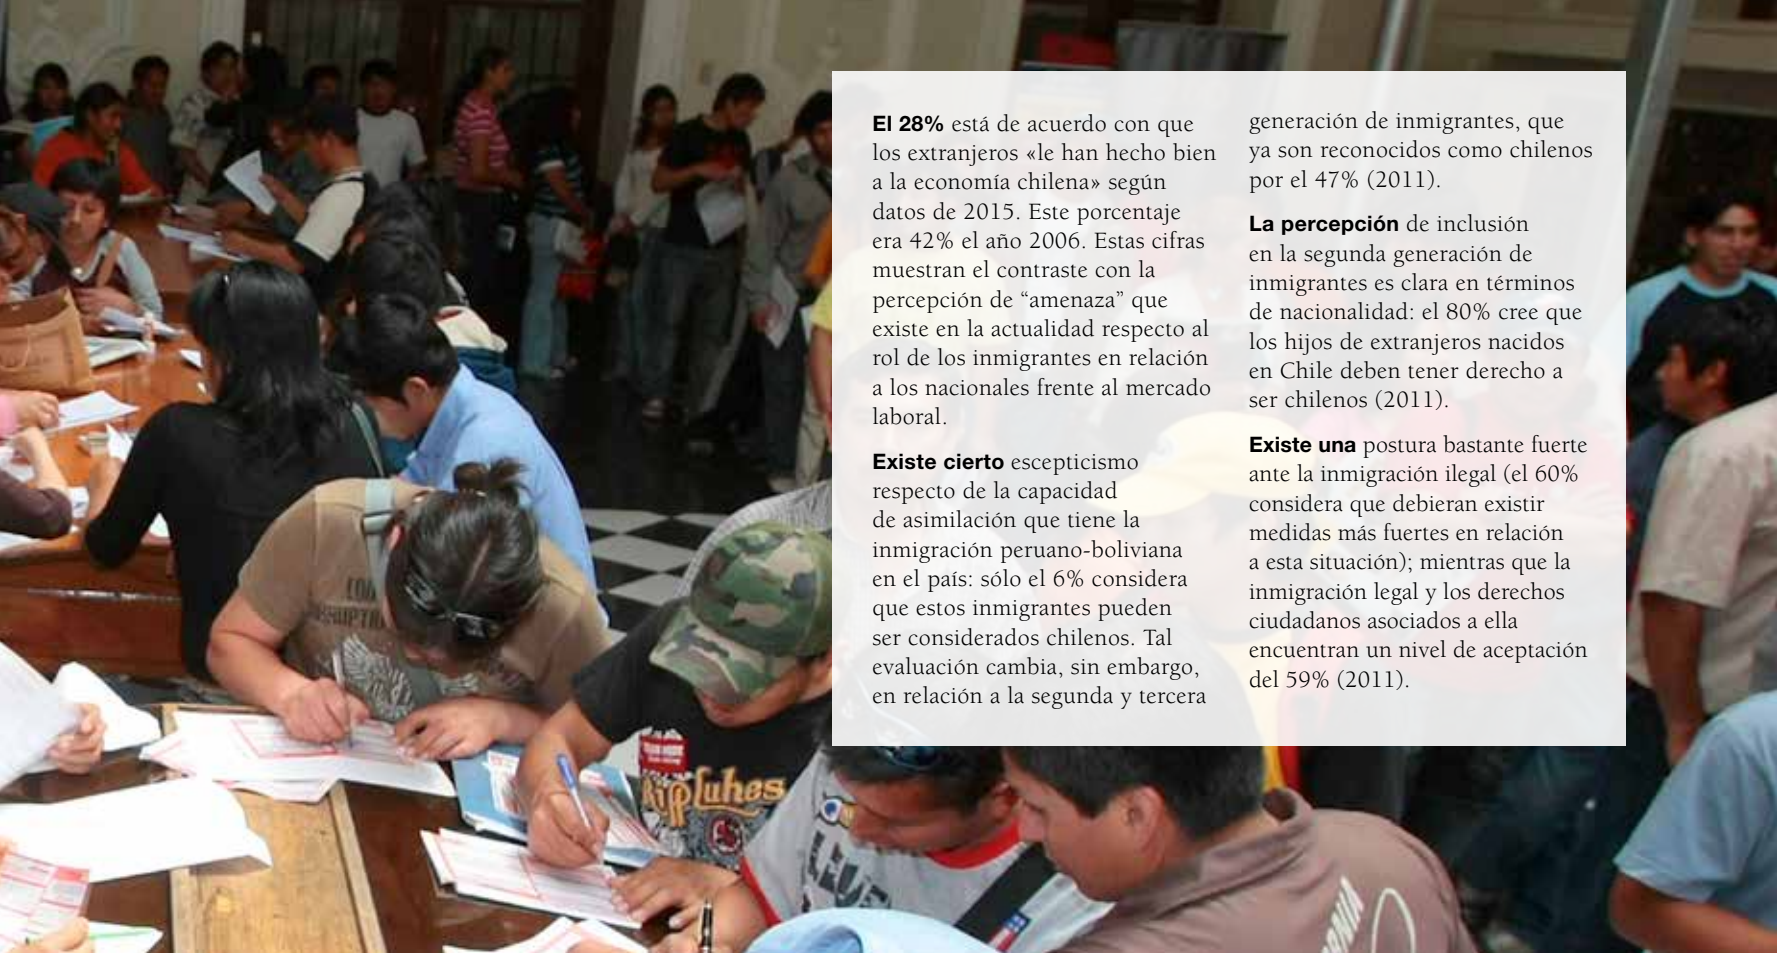 El 28% está de acuerdo con que
los extranjeros «le han hecho bien
a la economía chilena» según
datos de 2015. Este porcentaje
era 42% el año 2006. Estas cifras
muestran el contraste con la
percepción de “amenaza” que
existe en la actualidad respecto al
rol de los inmigrantes en relación
a los nacionales frente al mercado
laboral.
Existe cierto escepticismo
respecto de la capacidad
de asimilación que tiene la
inmigración peruano-boliviana
en el país: sólo el 6% considera
que estos inmigrantes pueden
ser considerados chilenos. Tal
evaluación cambia, sin embargo,
en relación a la segunda y tercera
generación de inmigrantes, que
ya son reconocidos como chilenos
por el 47% (2011).
La percepción de inclusión
en la segunda generación de
inmigrantes es clara en términos
de nacionalidad: el 80% cree que
los hijos de extranjeros nacidos
en Chile deben tener derecho a
ser chilenos (2011).
Existe una postura bastante fuerte
ante la inmigración ilegal (el 60%
considera que debieran existir
medidas más fuertes en relación
a esta situación); mientras que la
inmigración legal y los derechos
ciudadanos asociados a ella
encuentran un nivel de aceptación
del 59% (2011).